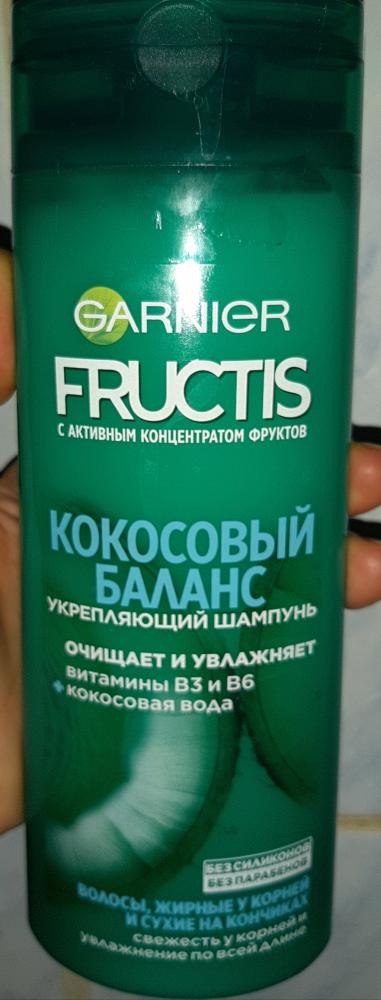 GARNIER
FRUCTIS
С АКТИВНЫМ КОНЦЕНТРАТОМ ФРУКТОВ
КОКОСОВЫЙ
БАЛАНС
УКРЕПЛЯЮЩИЙ ШАМПУНЬ
ОЧИЩАЕТ И УВЛАЖНЯЕТ
витамины B3 и B6
+ кокосовая вода
БЕЗ СИЛИКОНОВ
БЕЗ ПАРАБЕНОВ
ВОЛОСЫ, ЖИРНЫЕ У КОРНЕЙ
И СУХИЕ НА КОНЧИКАХ
свежесть у корней и
увлажнение по всей длине